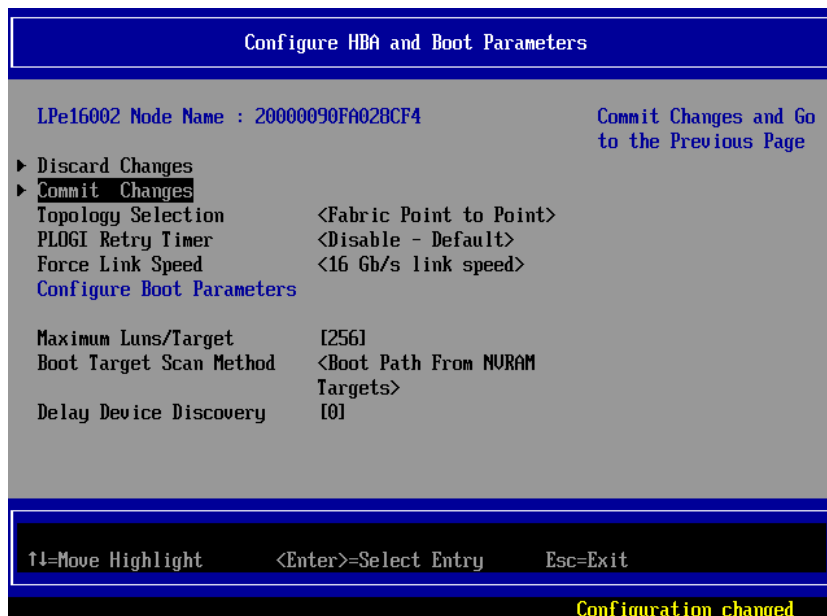 Configure HBA and Boot Parameters
LPe16002 Node Name : 20000090FA028CF4
Commit Changes and Go
to the Previous Page
▶ Discard Changes
▶ Commit  Changes
Topology Selection <Fabric Point to Point>
PLOGI Retry Timer <Disable - Default>
Force Link Speed <16 Gb/s link speed>
Configure Boot Parameters
Maximum Luns/Target [256]
Boot Target Scan Method <Boot Path From NVRAM
Targets>
Delay Device Discovery [0]
↑↓=Move Highlight <Enter>=Select Entry Esc=Exit
Configuration changed